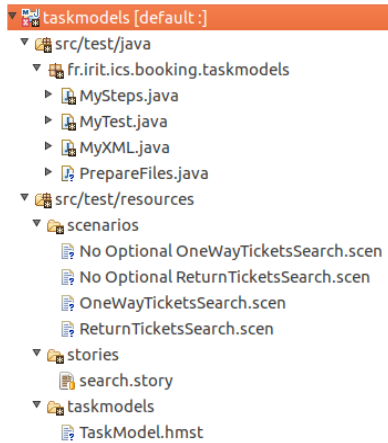 taskmodels [default :]
src/test/java
fr.irit.ics.booking.taskmodels
MySteps.java
MyTest.java
MyXML.java
PrepareFiles.java
src/test/resources
scenarios
No Optional OneWayTicketsSearch.scen
No Optional ReturnTicketsSearch.scen
OneWayTicketsSearch.scen
ReturnTicketsSearch.scen
stories
search.story
taskmodels
TaskModel.hmst